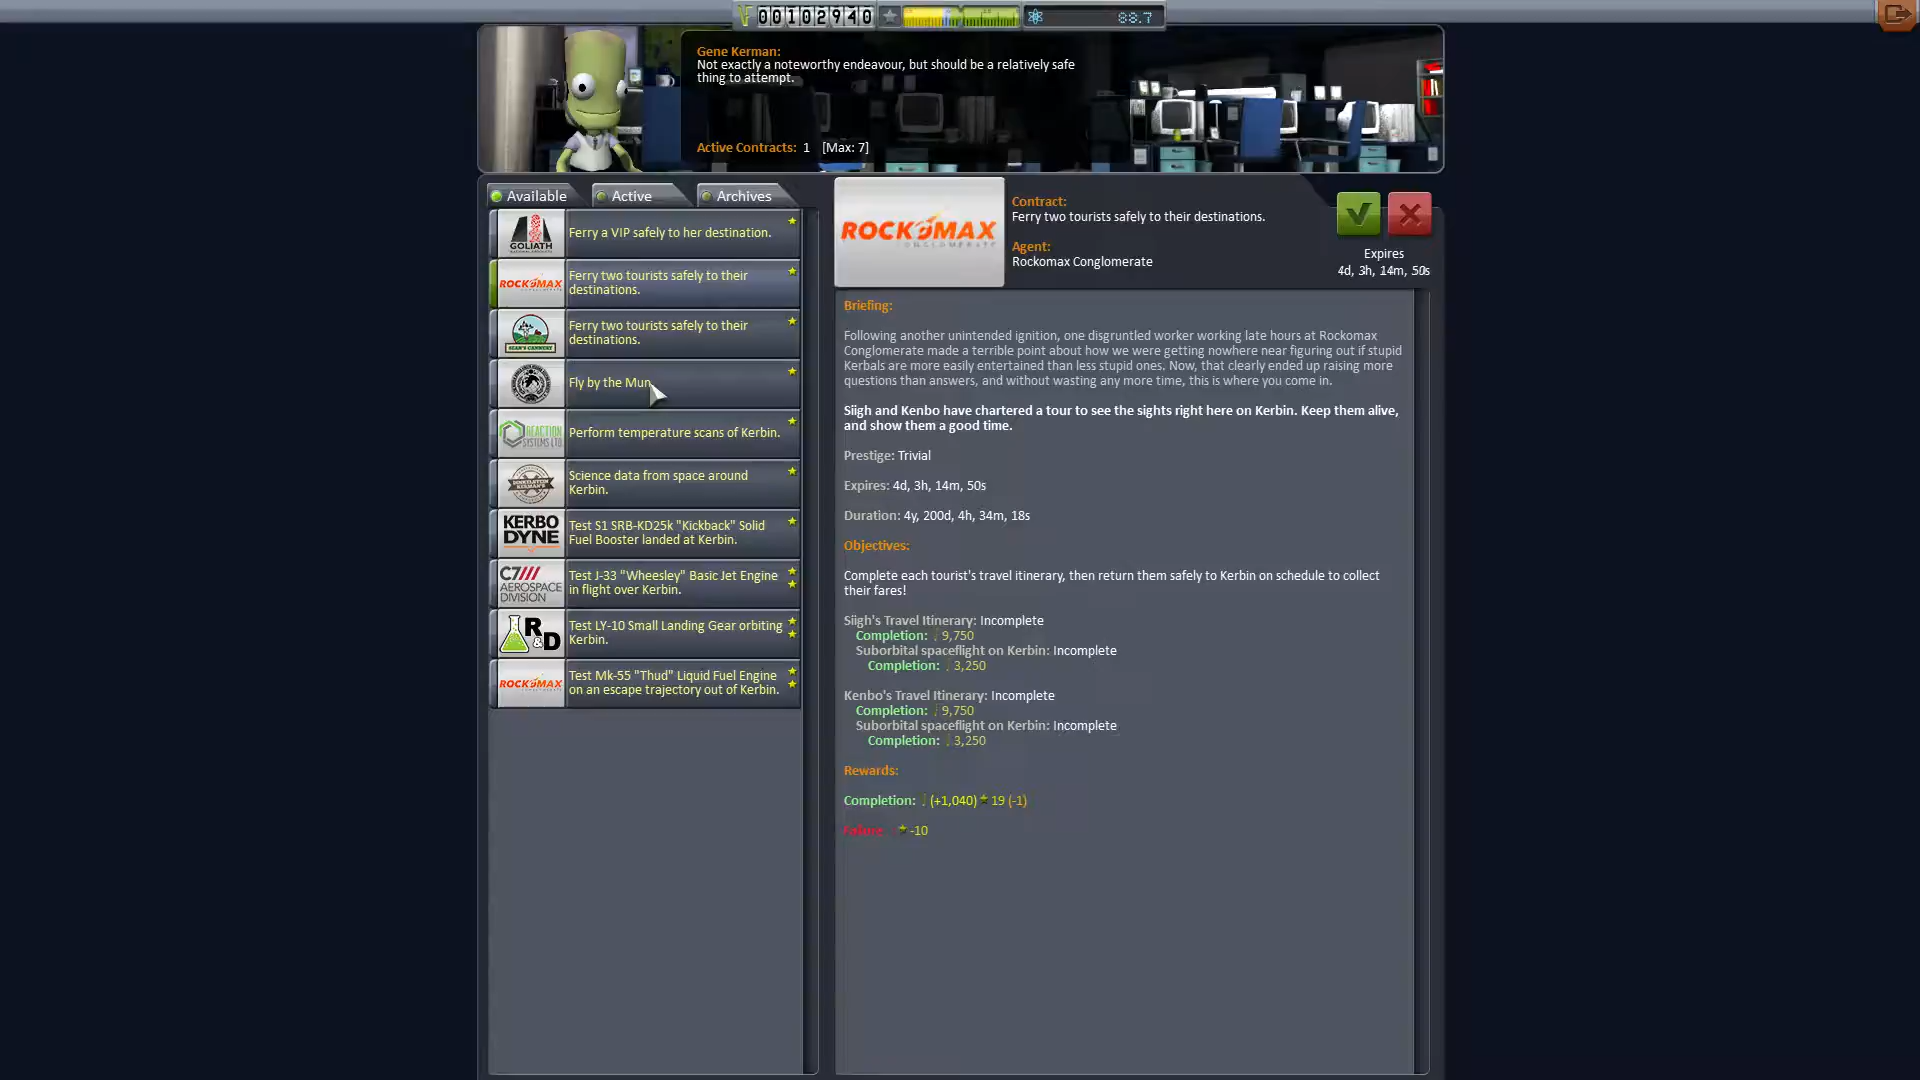 00102940
88.7
Gene Kerman:
Not exactly a noteworthy endeavour, but should be a relatively safe
thing to attempt.
Active Contracts: 1 [Max: 7]
Available
Active
Archives
GOLIATH
Ferry a VIP safely to her destination.
ROCKOMAX
Ferry two tourists safely to their
destinations.
SEAN'S CANNERY
Ferry two tourists safely to their
destinations.
Fly by the Mun.
REACTION
SYSTEMS LTD
Perform temperature scans of Kerbin.
Science data from space around
Kerbin.
KERBO
DYNE
Test S1 SRB-KD25k "Kickback" Solid
Fuel Booster landed at Kerbin.
C7
AEROSPACE
DIVISION
Test J-33 "Wheesley" Basic Jet Engine
in flight over Kerbin.
R&D
Test LY-10 Small Landing Gear orbiting
Kerbin.
ROCKOMAX
Test Mk-55 "Thud" Liquid Fuel Engine
on an escape trajectory out of Kerbin.
ROCKOMAX
CONGLOMERATE
Contract:
Ferry two tourists safely to their destinations.
Agent:
Rockomax Conglomerate
Expires
4d, 3h, 14m, 50s
Briefing:
Following another unintended ignition, one disgruntled worker working late hours at Rockomax
Conglomerate made a terrible point about how we were getting nowhere near figuring out if stupid
Kerbals are more easily entertained than less stupid ones. Now, that clearly ended up raising more
questions than answers, and without wasting any more time, this is where you come in.
Siigh and Kenbo have chartered a tour to see the sights right here on Kerbin. Keep them alive,
and show them a good time.
Prestige: Trivial
Expires: 4d, 3h, 14m, 50s
Duration: 4y, 200d, 4h, 34m, 18s
Objectives:
Complete each tourist's travel itinerary, then return them safely to Kerbin on schedule to collect
their fares!
Siigh's Travel Itinerary: Incomplete
Completion: 9,750
Suborbital spaceflight on Kerbin: Incomplete
Completion: 3,250
Kenbo's Travel Itinerary: Incomplete
Completion: 9,750
Suborbital spaceflight on Kerbin: Incomplete
Completion: 3,250
Rewards:
Completion: (+1,040) 19 (-1)
Failure: -10